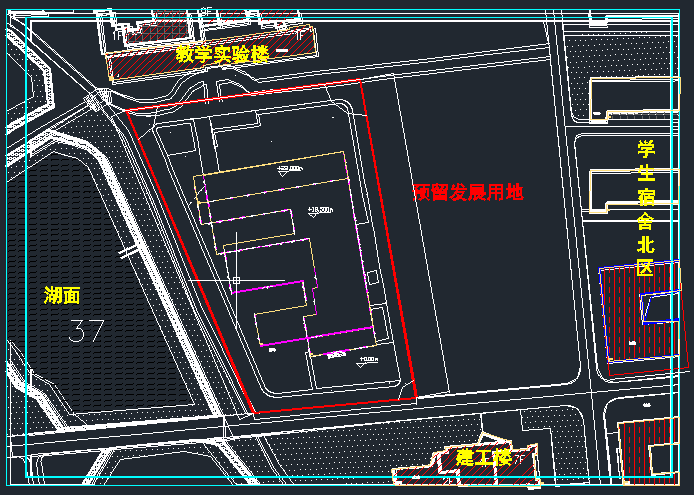 教学实验楼
预留发展用地
学生宿舍北区
湖面
37
建工楼